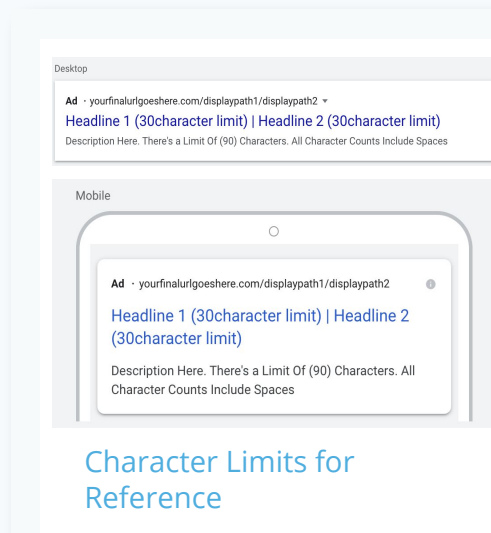 Desktop
Ad · yourfinalurlgoeshere.com/displaypath1/displaypath2
Headline 1 (30character limit) | Headline 2 (30character limit)
Description Here. There's a Limit Of (90) Characters. All Character Counts Include Spaces
Mobile
Ad · yourfinalurlgoeshere.com/displaypath1/displaypath2
Headline 1 (30character limit) | Headline 2
(30character limit)
Description Here. There's a Limit Of (90) Characters. All
Character Counts Include Spaces
Character Limits for
Reference